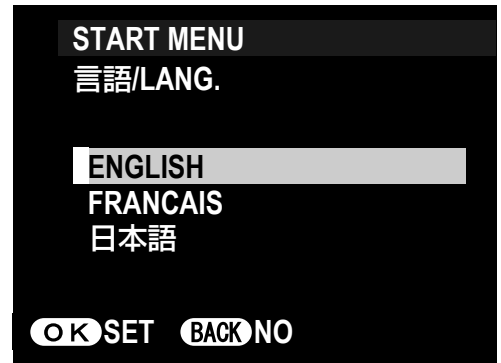 START MENU
言語/LANG.
ENGLISH
FRANCAIS
日本語
OK SET BACK NO